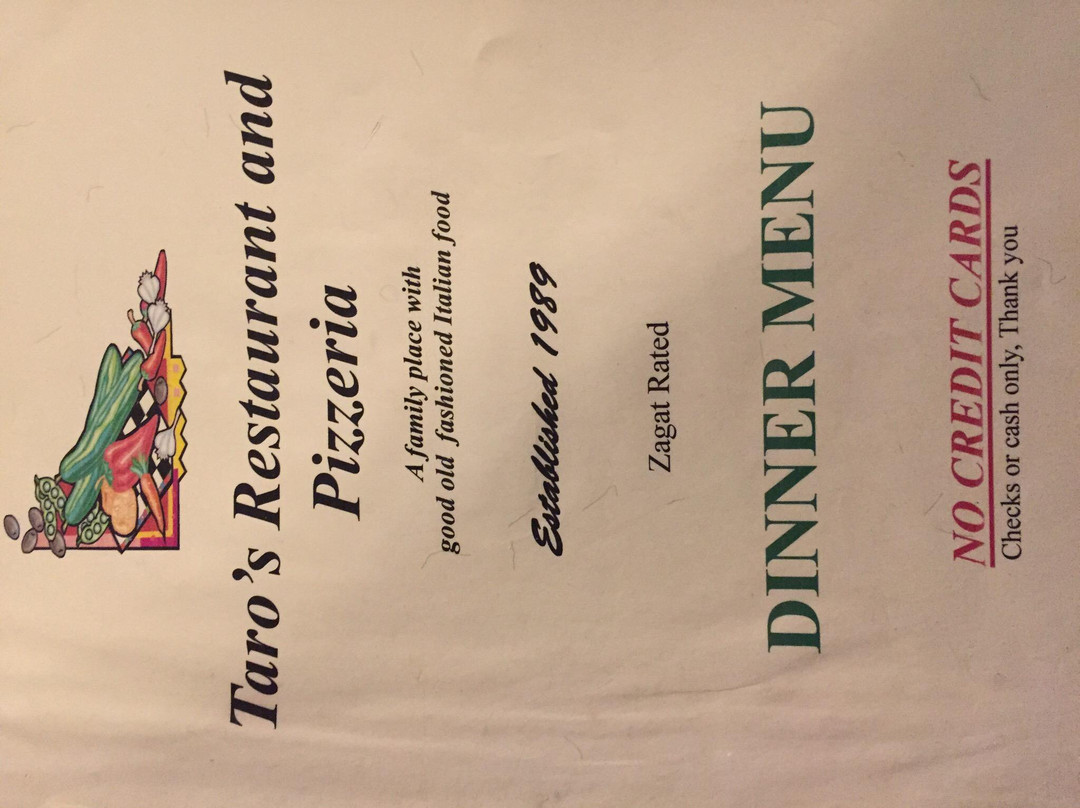 Taro's Restaurant and
Pizzeria
A family place with
good old fashioned Italian food
Established 1989
Zagat Rated
DINNER MENU
NO CREDIT CARDS
Checks or cash only, Thank you